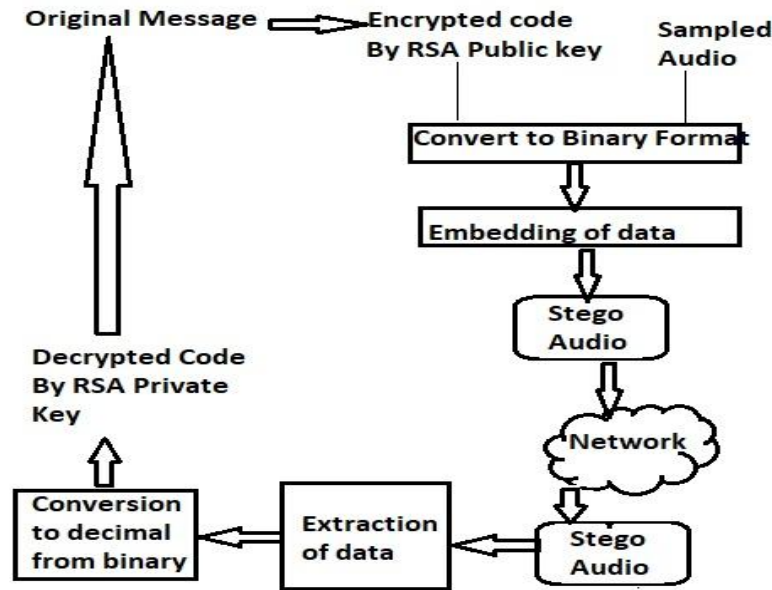 Original Message
Encrypted code
By RSA Public key
Sampled
Audio
Convert to Binary Format
Embedding of data
Stego
Audio
Network
Stego
Audio
Extraction
of data
Conversion
to decimal
from binary
Decrypted Code
By RSA Private
Key